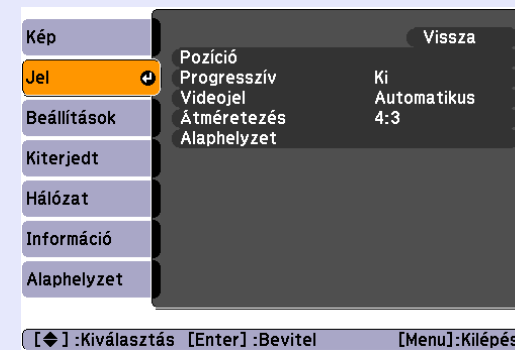 Kép
Jel
Beállítások
Kiterjedt
Hálózat
Információ
Alaphelyzet
Vissza
Pozíció
Progresszív Ki
Videojel Automatikus
Átméretezés 4:3
Alaphelyzet
[◆] :Kiválasztás [Enter] :Bevitel [Menu]:Kilépés